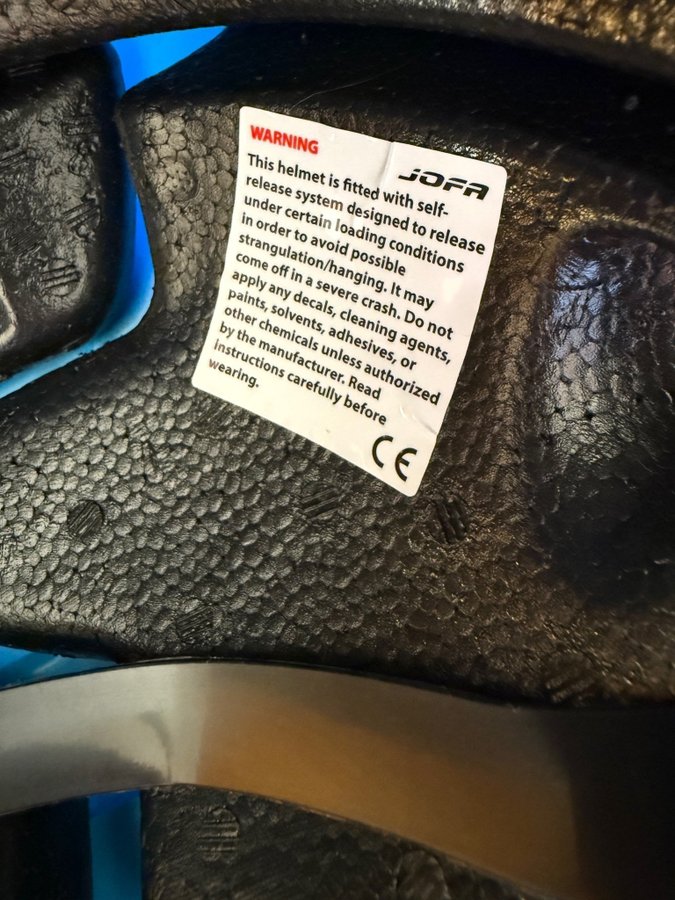 WARNING
JOFA
This helmet is fitted with self-
release system designed to release
under certain loading conditions
in order to avoid possible
strangulation/hanging. It may
come off in a severe crash. Do not
apply any decals, cleaning agents,
paints, solvents, adhesives, or
other chemicals unless authorized
by the manufacturer. Read
instructions carefully before
wearing.
CE